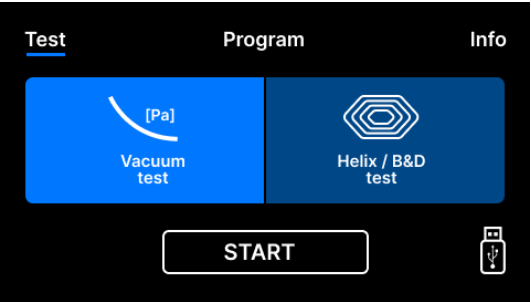 Test Program Info
[Pa]
Vacuum
test
Helix / B&D
test
START